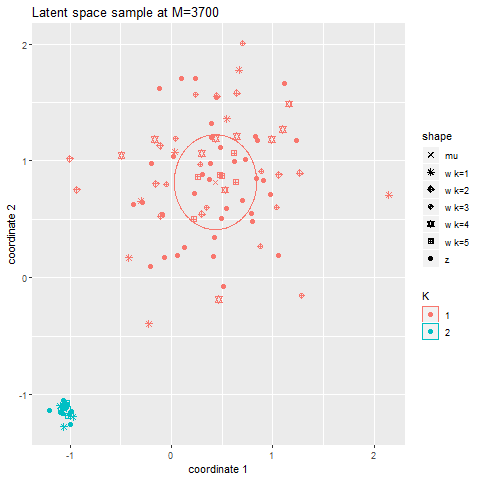 Latent space sample at M=3700
2
1
0
-1
coordinate 2
-1
0
1
2
coordinate 1
shape
mu
w k=1
w k=2
w k=3
w k=4
w k=5
z
K
1
2